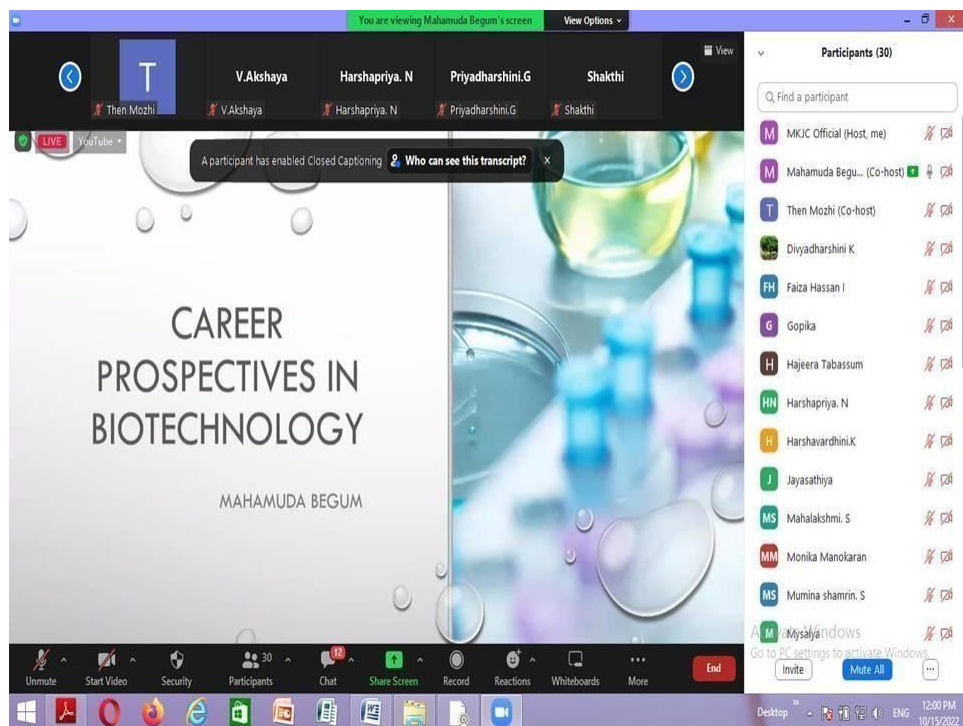 You are viewing Mahamuda Begum's screen
View Options
T
V.Akshaya
Harshapriya. N
Priyadharshini.G
Shakthi
View
Then Mozhi
V.Akshaya
Harshapriya. N
Priyadharshini.G
Shakthi
LIVE
YouTube
A participant has enabled Closed Captioning
Who can see this transcript?
x
CAREER
PROSPECTIVES IN
BIOTECHNOLOGY
MAHAMUDA BEGUM
Participants (30)
Find a participant
M MKJC Official (Host, me)
M Mahamuda Begu... (Co-host)
T Then Mozhi (Co-host)
Divyadharshini K
FH Faiza Hassan I
G Gopika
H Hajeera Tabassum
HN Harshapriya. N
H Harshavardhini.K
J Jayasathiya
MS Mahalakshmi. S
MM Monika Manokaran
MS Mumina shamrin. S
M Mysalya
Activate Windows
Go to PC settings to activate Windows.
Invite
Mute All
...
Unmute
Start Video
Security
30
Participants
12
Chat
Share Screen
Record
Reactions
Whiteboards
More
End
Desktop
ENG
12:00 PM
10/15/2022